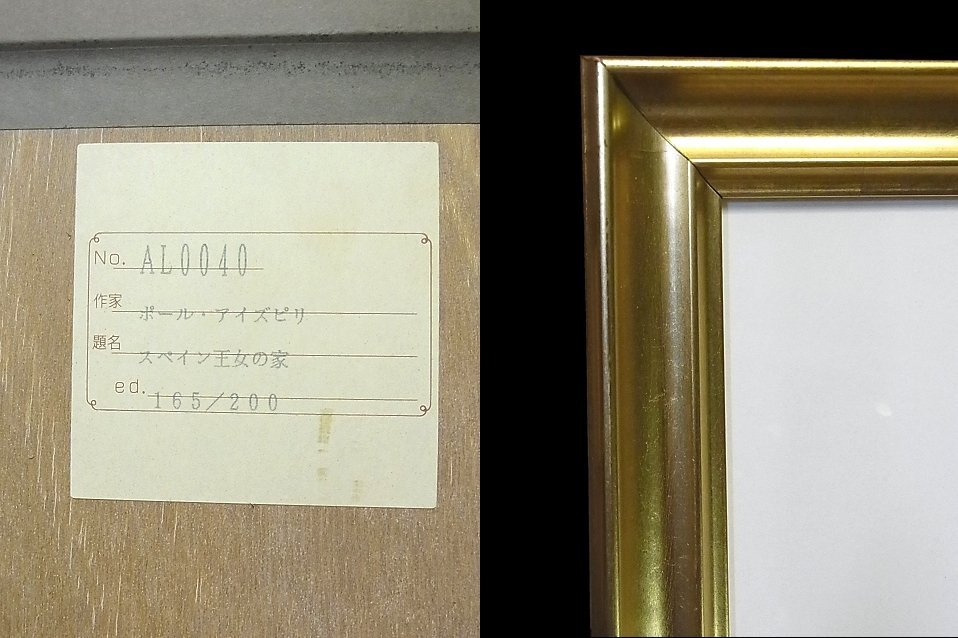 No. AL0040
作家 ポール・アイズピリ
題名 スペイン王女の家
ed. 165/200